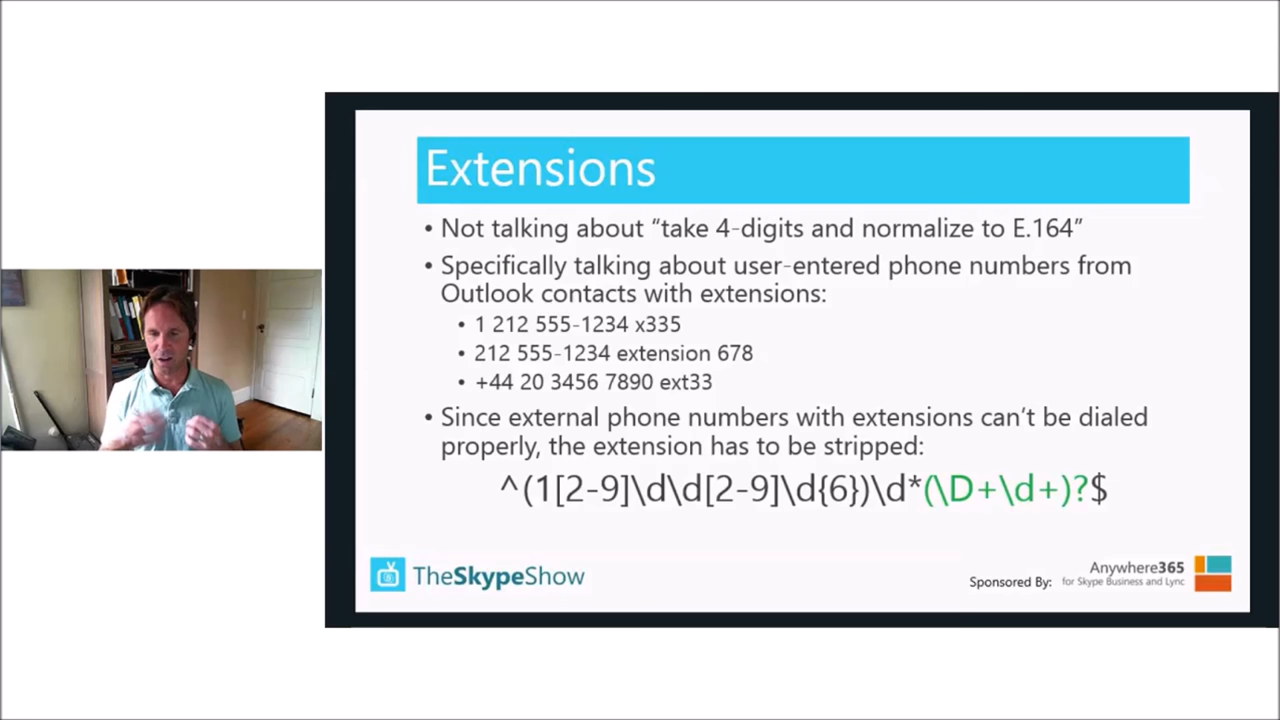 Extensions
• Not talking about “take 4-digits and normalize to E.164”
• Specifically talking about user-entered phone numbers from
Outlook contacts with extensions:
• 1 212 555-1234 x335
• 212 555-1234 extension 678
• +44 20 3456 7890 ext33
• Since external phone numbers with extensions can’t be dialed
properly, the extension has to be stripped:
^(1[2-9]\d\d[2-9]\d{6})\d*(\D+\d+)?$
TheSkypeShow
Sponsored By:
Anywhere365
for Skype Business and Lync